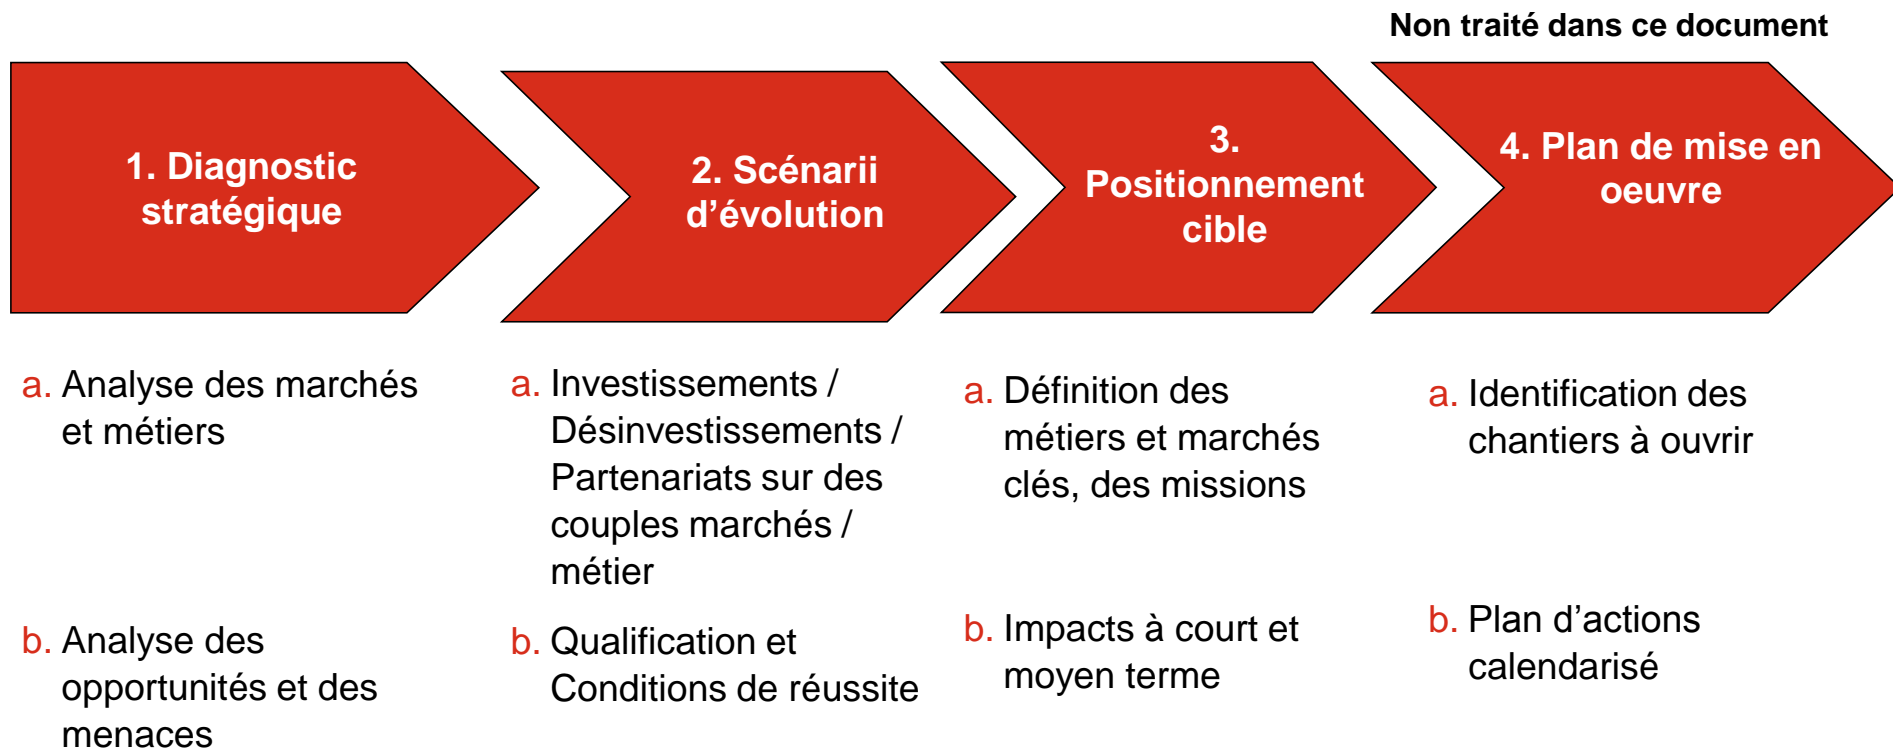 Non traité dans ce document
1. Diagnostic
stratégique
2. Scénarii
d’évolution
3.
Positionnement
cible
4. Plan de mise en
oeuvre
a. Analyse des marchés
et métiers
b. Analyse des
opportunités et des
menaces
a. Investissements /
Désinvestissements /
Partenariats sur des
couples marchés /
métier
b. Qualification et
Conditions de réussite
a. Définition des
métiers et marchés
clés, des missions
b. Impacts à court et
moyen terme
a. Identification des
chantiers à ouvrir
b. Plan d’actions
calendarisé